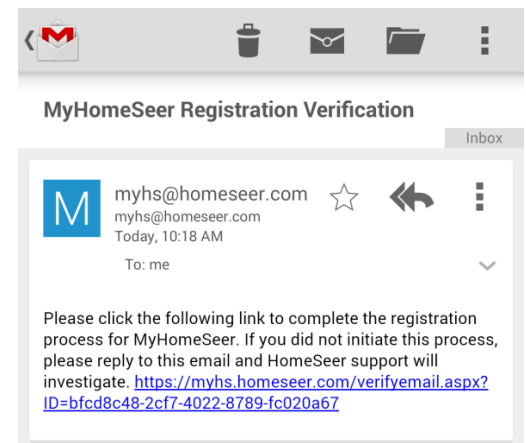 MyHomeSeer Registration Verification
Inbox
M
myhs@homeseer.com
myhs@homeseer.com
Today, 10:18 AM
To: me
Please click the following link to complete the registration
process for MyHomeSeer. If you did not initiate this process,
please reply to this email and HomeSeer support will
investigate. https://myhs.homeseer.com/verifyemail.aspx?
ID=bfcd8c48-2cf7-4022-8789-fc020a67